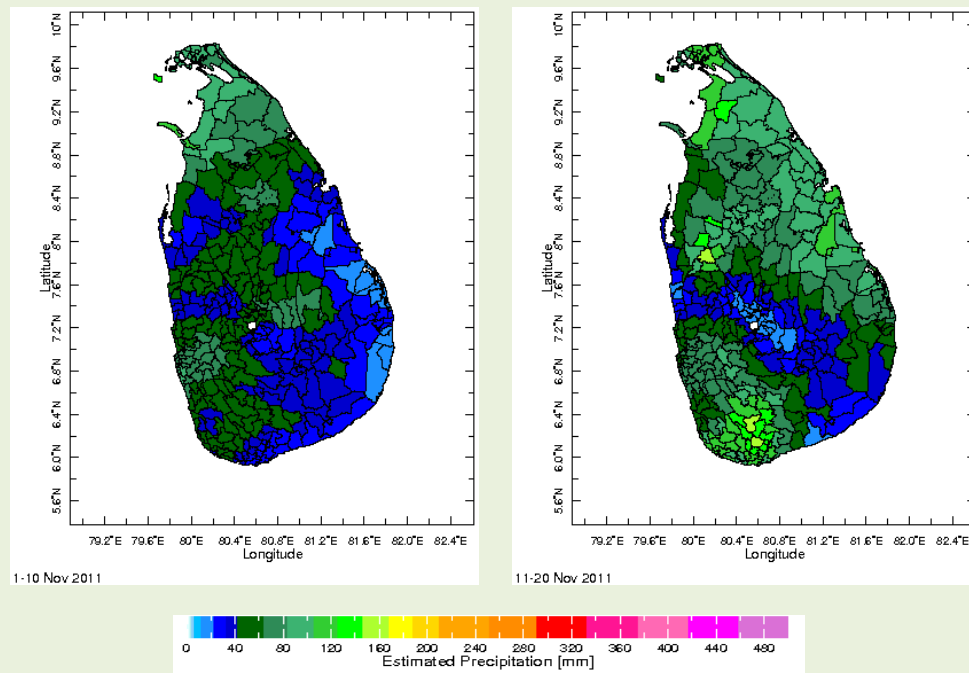 10°N
9.6°N
9.2°N
8.8°N
8.4°N
8°N
7.6°N
7.2°N
6.8°N
6.4°N
6.0°N
5.6°N
Latitude
79.2°E 79.6°E 80°E 80.4°E 80.8°E 81.2°E 81.6°E 82.0°E 82.4°E
Longitude
1-10 Nov 2011
10°N
9.6°N
9.2°N
8.8°N
8.4°N
8°N
7.6°N
7.2°N
6.8°N
6.4°N
6.0°N
5.6°N
Latitude
79.2°E 79.6°E 80°E 80.4°E 80.8°E 81.2°E 81.6°E 82.0°E 82.4°E
Longitude
11-20 Nov 2011
0 40 80 120 160 200 240 280 320 360 400 440 480
Estimated Precipitation [mm]